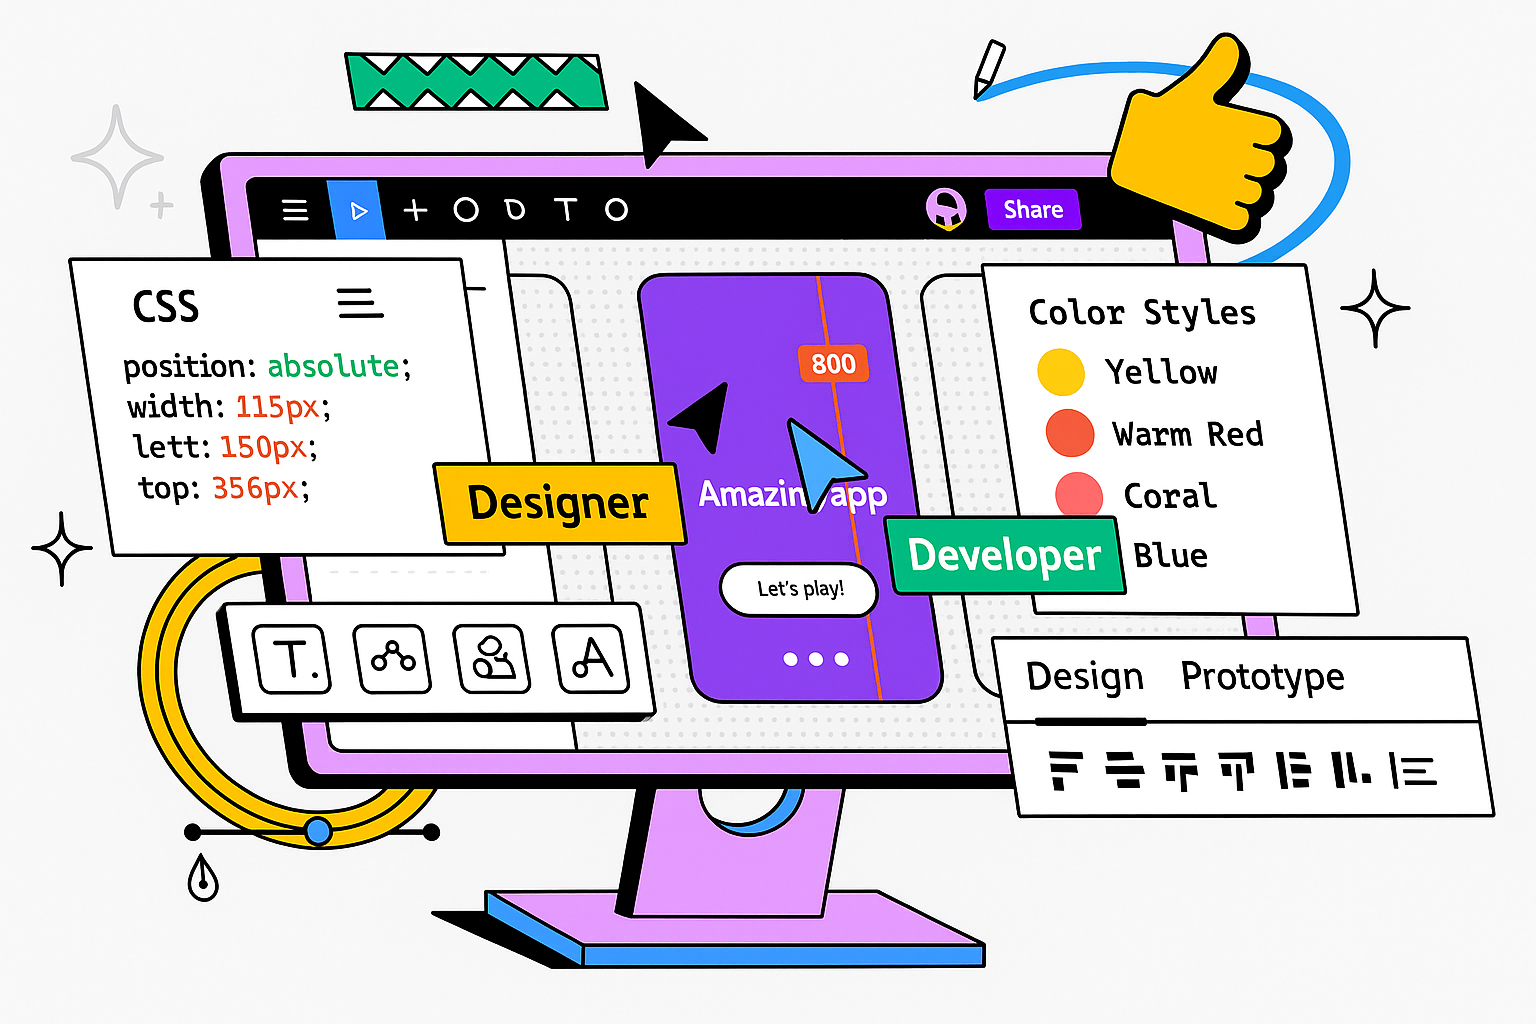 Share
CSS
position: absolute;
width: 115px;
lett: 150px;
top: 356px;
Designer
800
Amazin app
Let's play!
Developer
Color Styles
Yellow
Warm Red
Coral
Blue
T.
A
Design Prototype